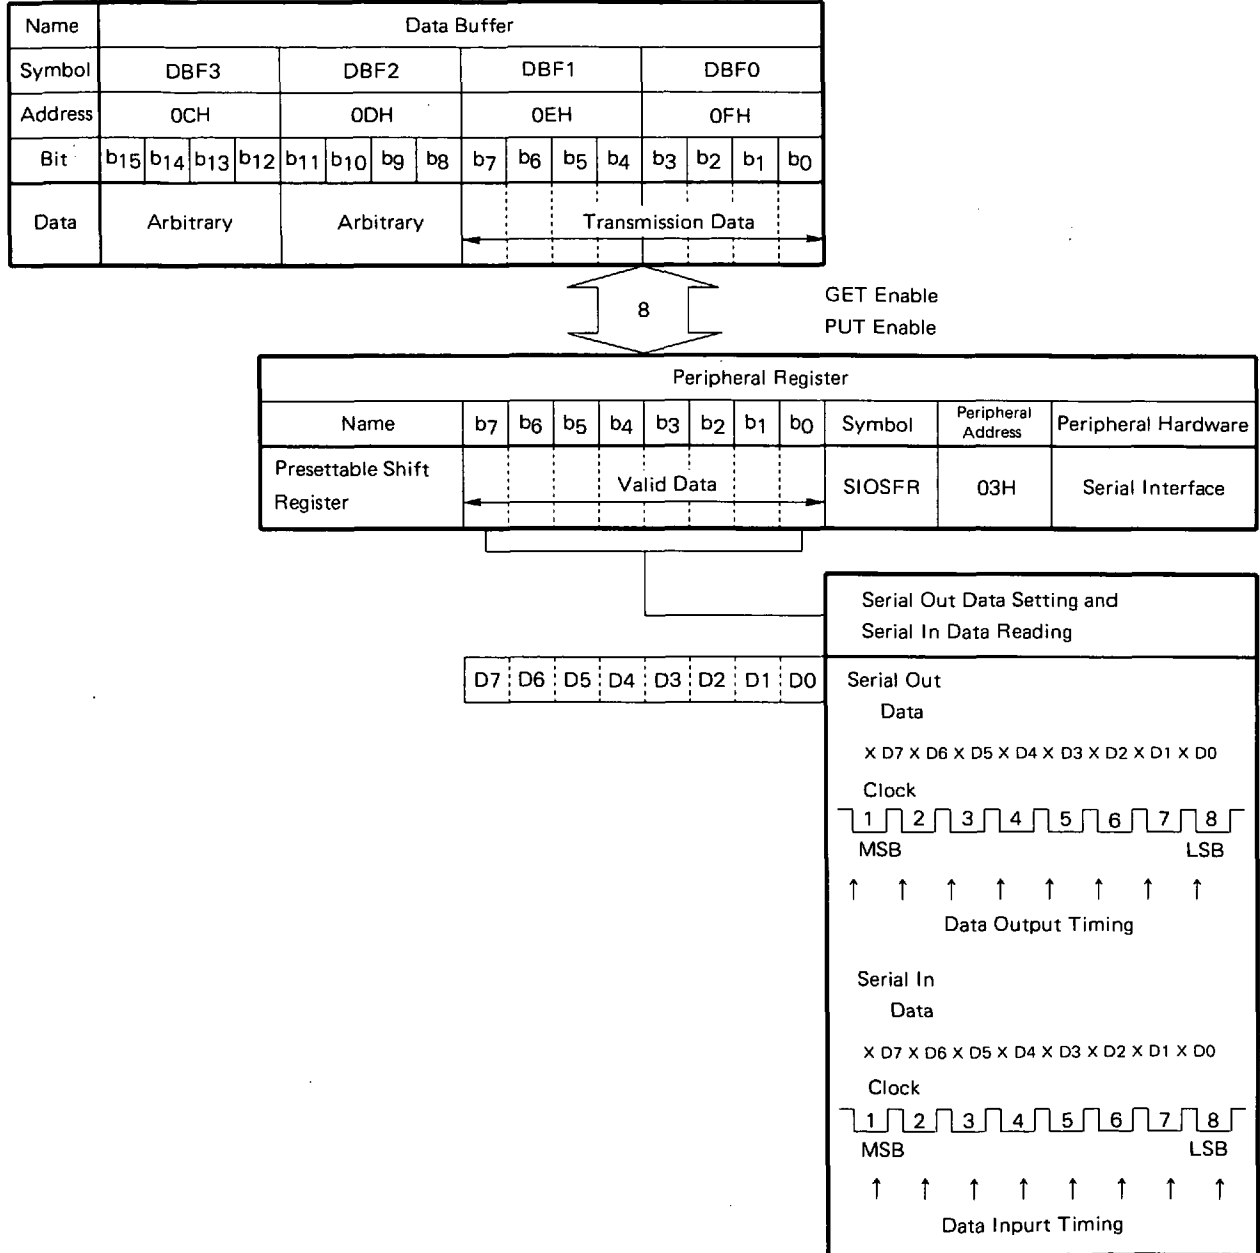 Name Data Buffer
Symbol DBF3 DBF2 DBF1 DBF0
Address 0CH 0DH 0EH 0FH
Bit b15 b14 b13 b12 b11 b10 b9 b8 b7 b6 b5 b4 b3 b2 b1 b0
Data Arbitrary Arbitrary Transmission Data
8
GET Enable
PUT Enable
Peripheral Register
Name b7 b6 b5 b4 b3 b2 b1 b0 Symbol Peripheral Address Peripheral Hardware
Presettable Shift
Register
Valid Data SIOSFR 03H Serial Interface
Serial Out Data Setting and
Serial In Data Reading
D7 D6 D5 D4 D3 D2 D1 D0
Serial Out
Data
X D7 X D6 X D5 X D4 X D3 X D2 X D1 X D0
Clock
1 2 3 4 5 6 7 8
MSB LSB
↑ ↑ ↑ ↑ ↑ ↑ ↑ ↑
Data Output Timing
Serial In
Data
X D7 X D6 X D5 X D4 X D3 X D2 X D1 X D0
Clock
1 2 3 4 5 6 7 8
MSB LSB
↑ ↑ ↑ ↑ ↑ ↑ ↑ ↑
Data Inpurt Timing